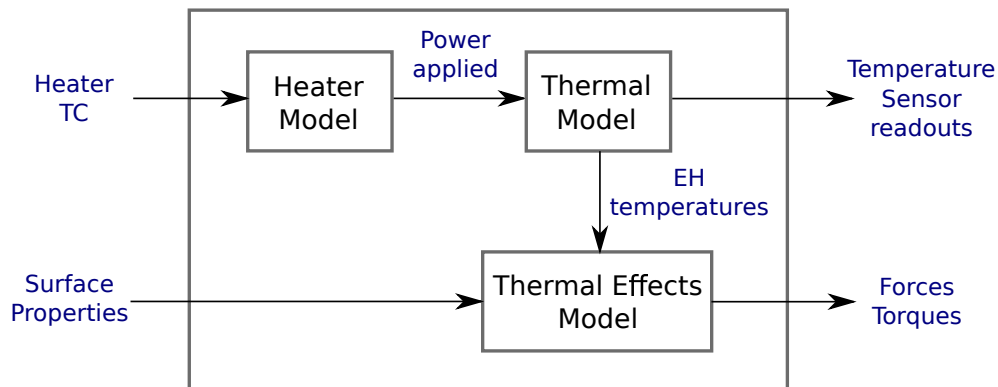 Heater
TC
Heater
Model
Power
applied
Thermal
Model
Temperature
Sensor
readouts
EH
temperatures
Surface
Properties
Thermal Effects
Model
Forces
Torques